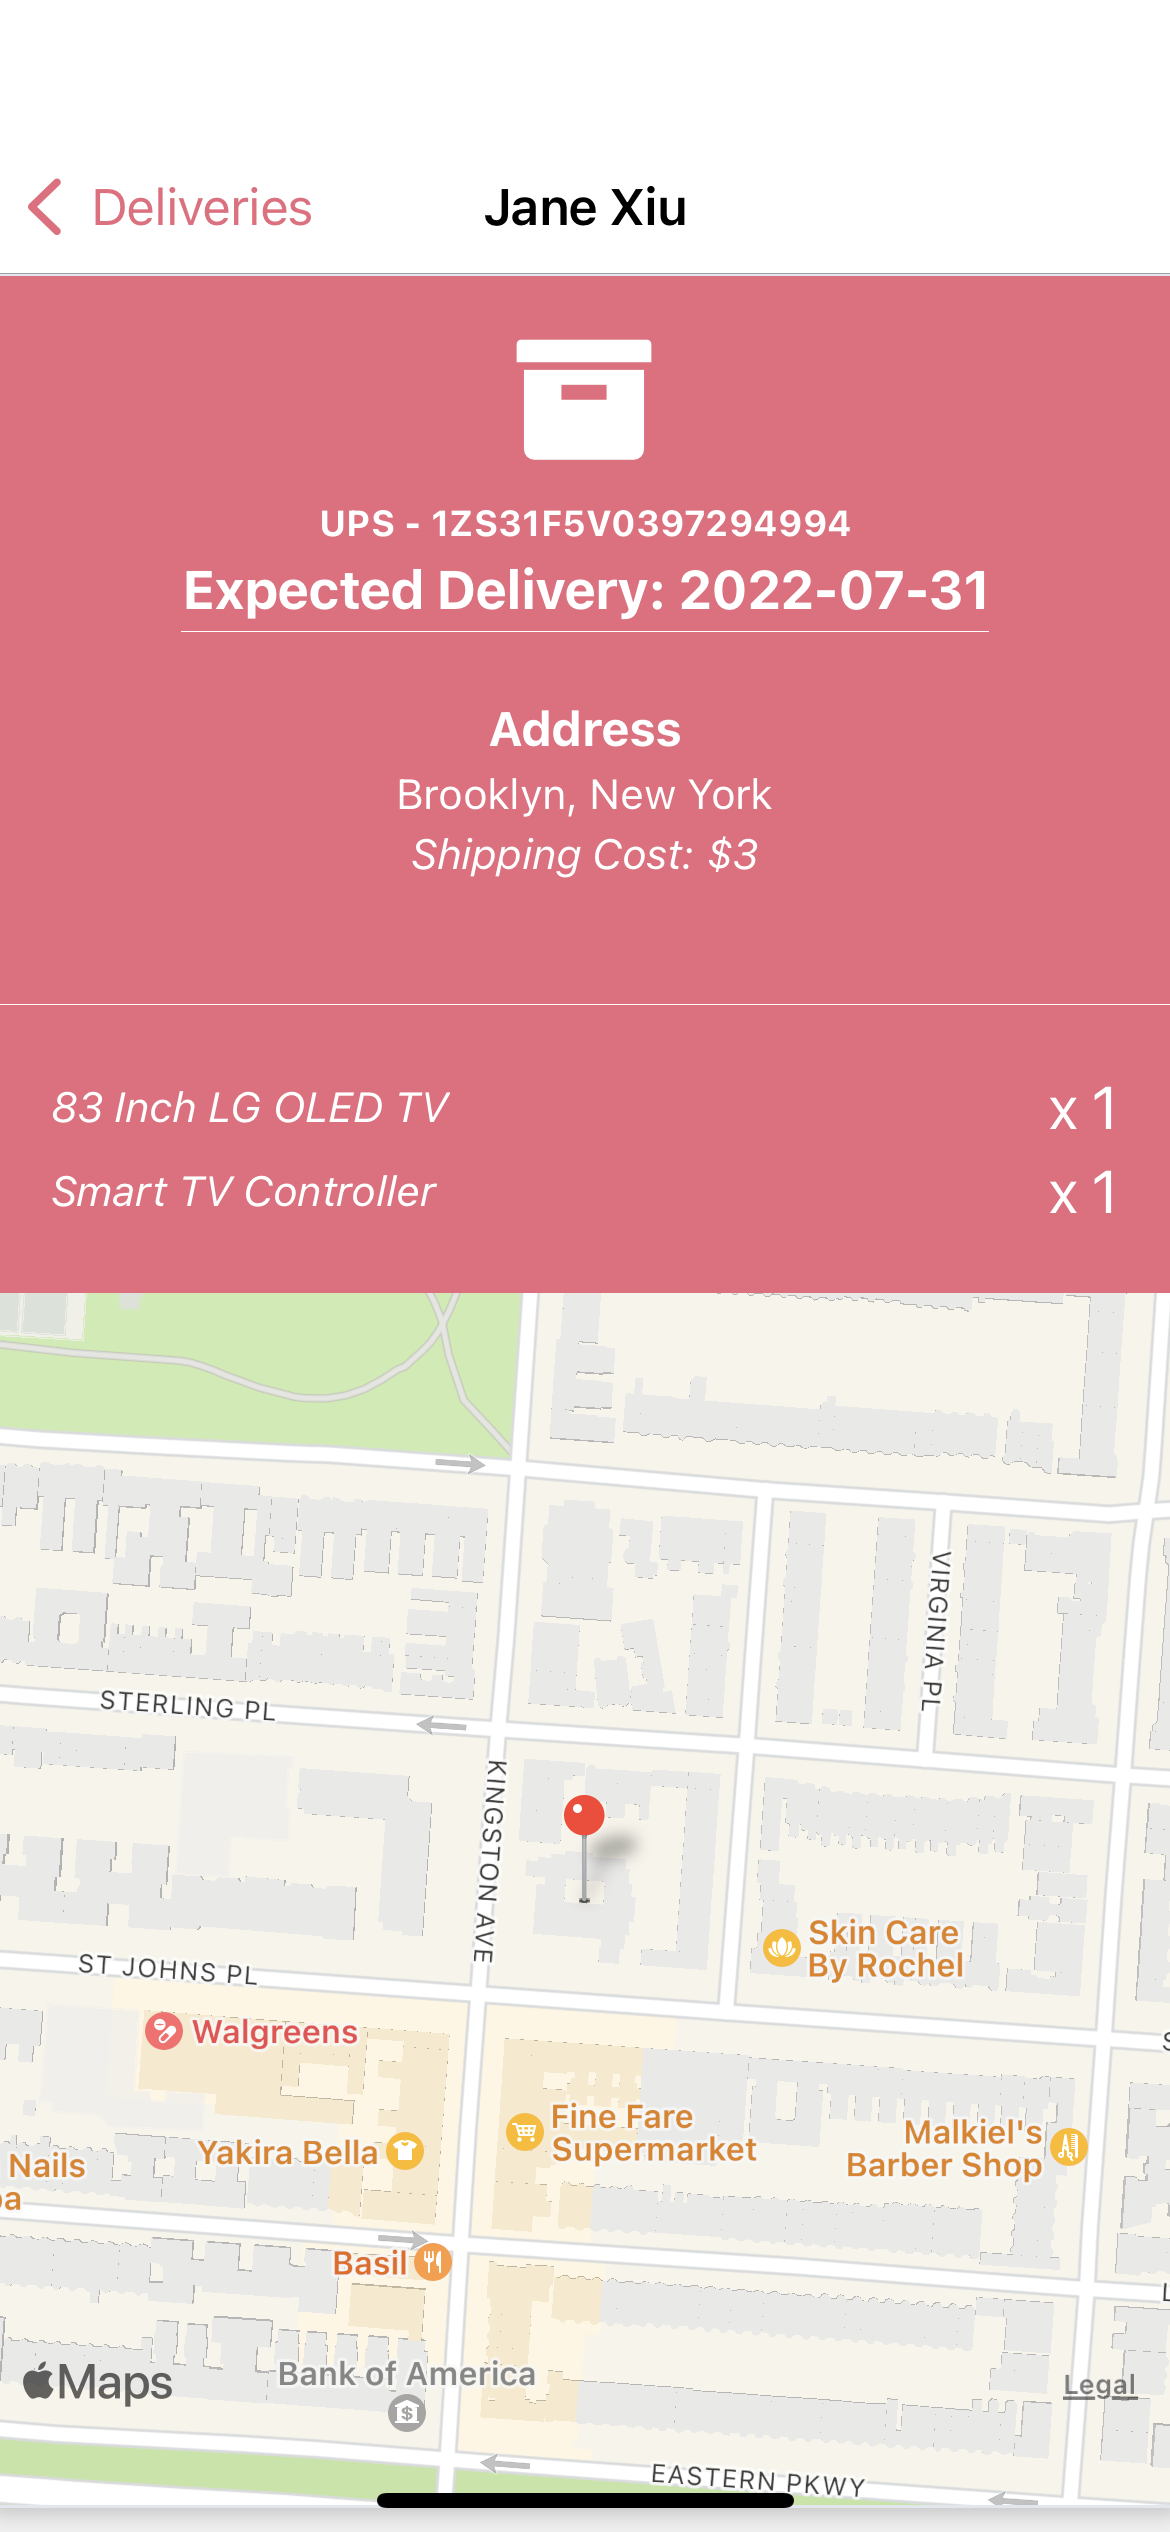 Deliveries
Jane Xiu
UPS - 1ZS31F5V0397294994
Expected Delivery: 2022-07-31
Address
Brooklyn, New York
Shipping Cost: $3
83 Inch LG OLED TV x 1
Smart TV Controller x 1
VIRGINIA PL
STERLING PL
KINGSTON AVE
Skin Care
By Rochel
ST JOHNS PL
Walgreens
Fine Fare
Supermarket
Yakira Bella
Malkiel's
Barber Shop
Nails
Basil
Maps
Bank of America
$
Legal
EASTERN PKWY